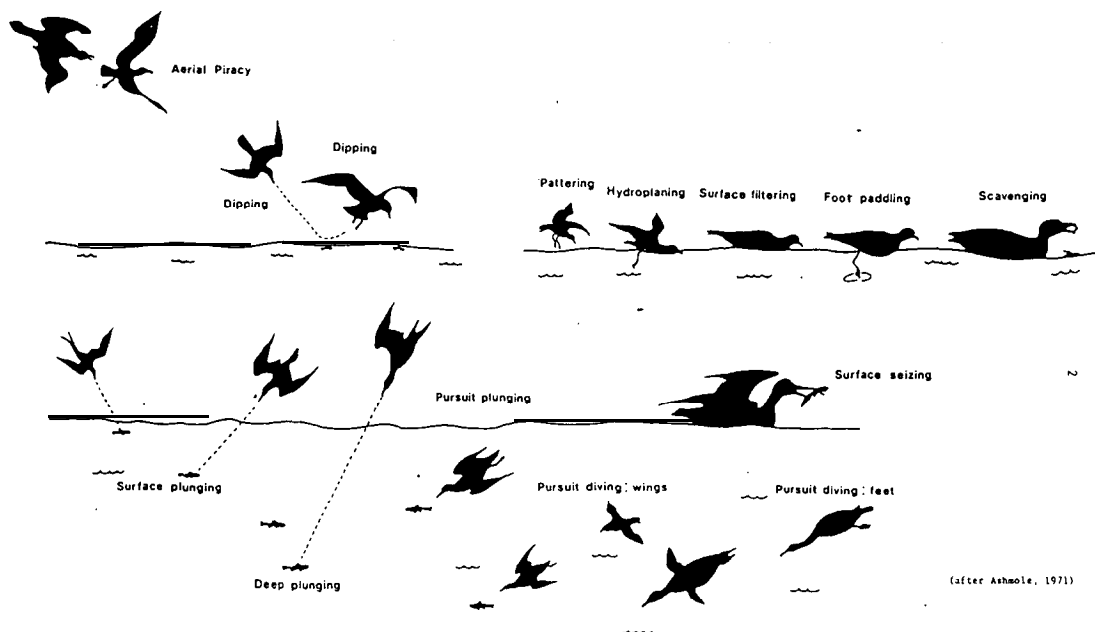 Aerial Piracy
Dipping
Dipping
Pattering
Hydroplaning
Surface filtering
Foot paddling
Scavenging
Surface seizing
2
Pursuit plunging
Surface plunging
Pursuit diving: wings
Pursuit diving: feet
Deep plunging
(after Ashmole, 1971)